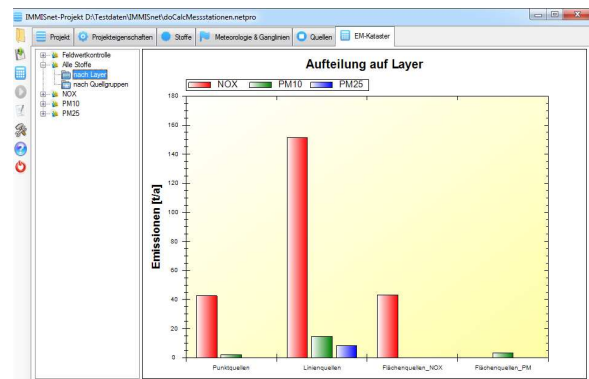 IMMISnet-Projekt D:\Testdaten\IMMISnet\doCalcMessstationen.netpro
Projekt Projekteigenschaften Stoffe Meteorologie & Ganglinien Quellen EM-Kataster
Feldwertkontrolle
Alle Stoffe
nach Layer
nach Quellgruppen
NOX
PM10
PM25
Aufteilung auf Layer
NOX PM10 PM25
Emissionen [t/a]
180
160
140
120
100
80
60
40
20
0
Punktquellen Linienquellen Flächenquellen_NOX Flächenquellen_PM